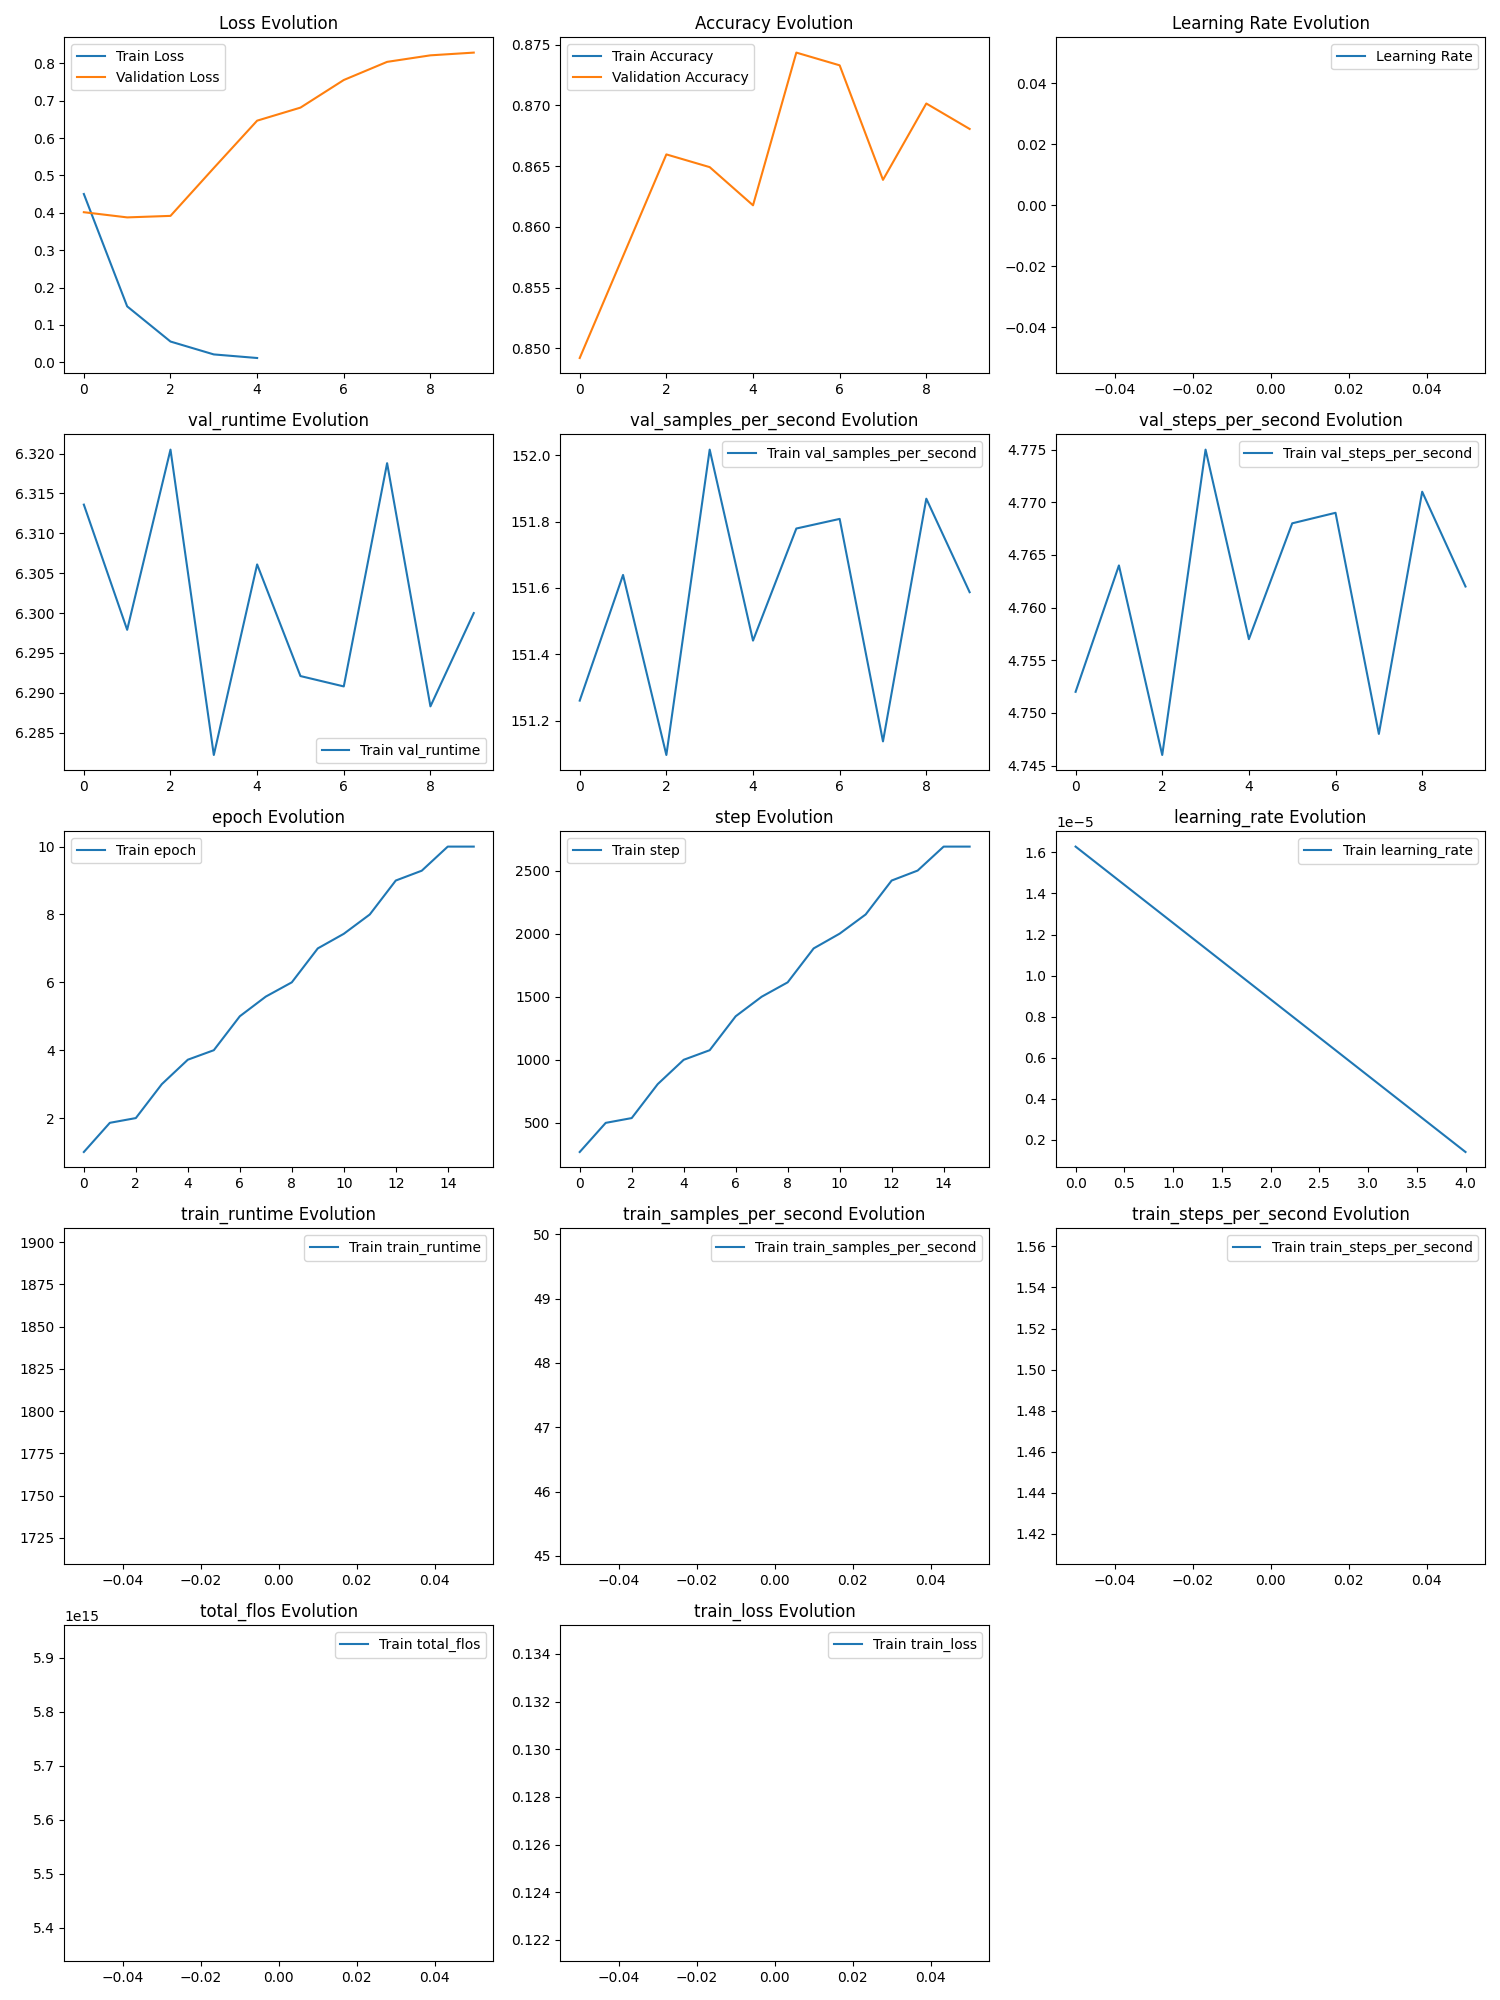 Loss Evolution
Train Loss
Validation Loss
0.8
0.7
0.6
0.5
0.4
0.3
0.2
0.1
0.0
0 2 4 6 8
Accuracy Evolution
Train Accuracy
Validation Accuracy
0.875
0.870
0.865
0.860
0.855
0.850
0 2 4 6 8
Learning Rate Evolution
Learning Rate
0.04
0.02
0.00
−0.02
−0.04
−0.04 −0.02 0.00 0.02 0.04
val_runtime Evolution
6.320
6.315
6.310
6.305
6.300
6.295
6.290
6.285
Train val_runtime
0 2 4 6 8
val_samples_per_second Evolution
Train val_samples_per_second
152.0
151.8
151.6
151.4
151.2
0 2 4 6 8
val_steps_per_second Evolution
Train val_steps_per_second
4.775
4.770
4.765
4.760
4.755
4.750
4.745
0 2 4 6 8
epoch Evolution
Train epoch
10
8
6
4
2
0 2 4 6 8 10 12 14
step Evolution
Train step
2500
2000
1500
1000
500
0 2 4 6 8 10 12 14
1e−5
learning_rate Evolution
Train learning_rate
1.6
1.4
1.2
1.0
0.8
0.6
0.4
0.2
0.0 0.5 1.0 1.5 2.0 2.5 3.0 3.5 4.0
train_runtime Evolution
Train train_runtime
1900
1875
1850
1825
1800
1775
1750
1725
−0.04 −0.02 0.00 0.02 0.04
train_samples_per_second Evolution
Train train_samples_per_second
50
49
48
47
46
45
−0.04 −0.02 0.00 0.02 0.04
train_steps_per_second Evolution
Train train_steps_per_second
1.56
1.54
1.52
1.50
1.48
1.46
1.44
1.42
−0.04 −0.02 0.00 0.02 0.04
1e15
total_flos Evolution
Train total_flos
5.9
5.8
5.7
5.6
5.5
5.4
−0.04 −0.02 0.00 0.02 0.04
train_loss Evolution
Train train_loss
0.134
0.132
0.130
0.128
0.126
0.124
0.122
−0.04 −0.02 0.00 0.02 0.04